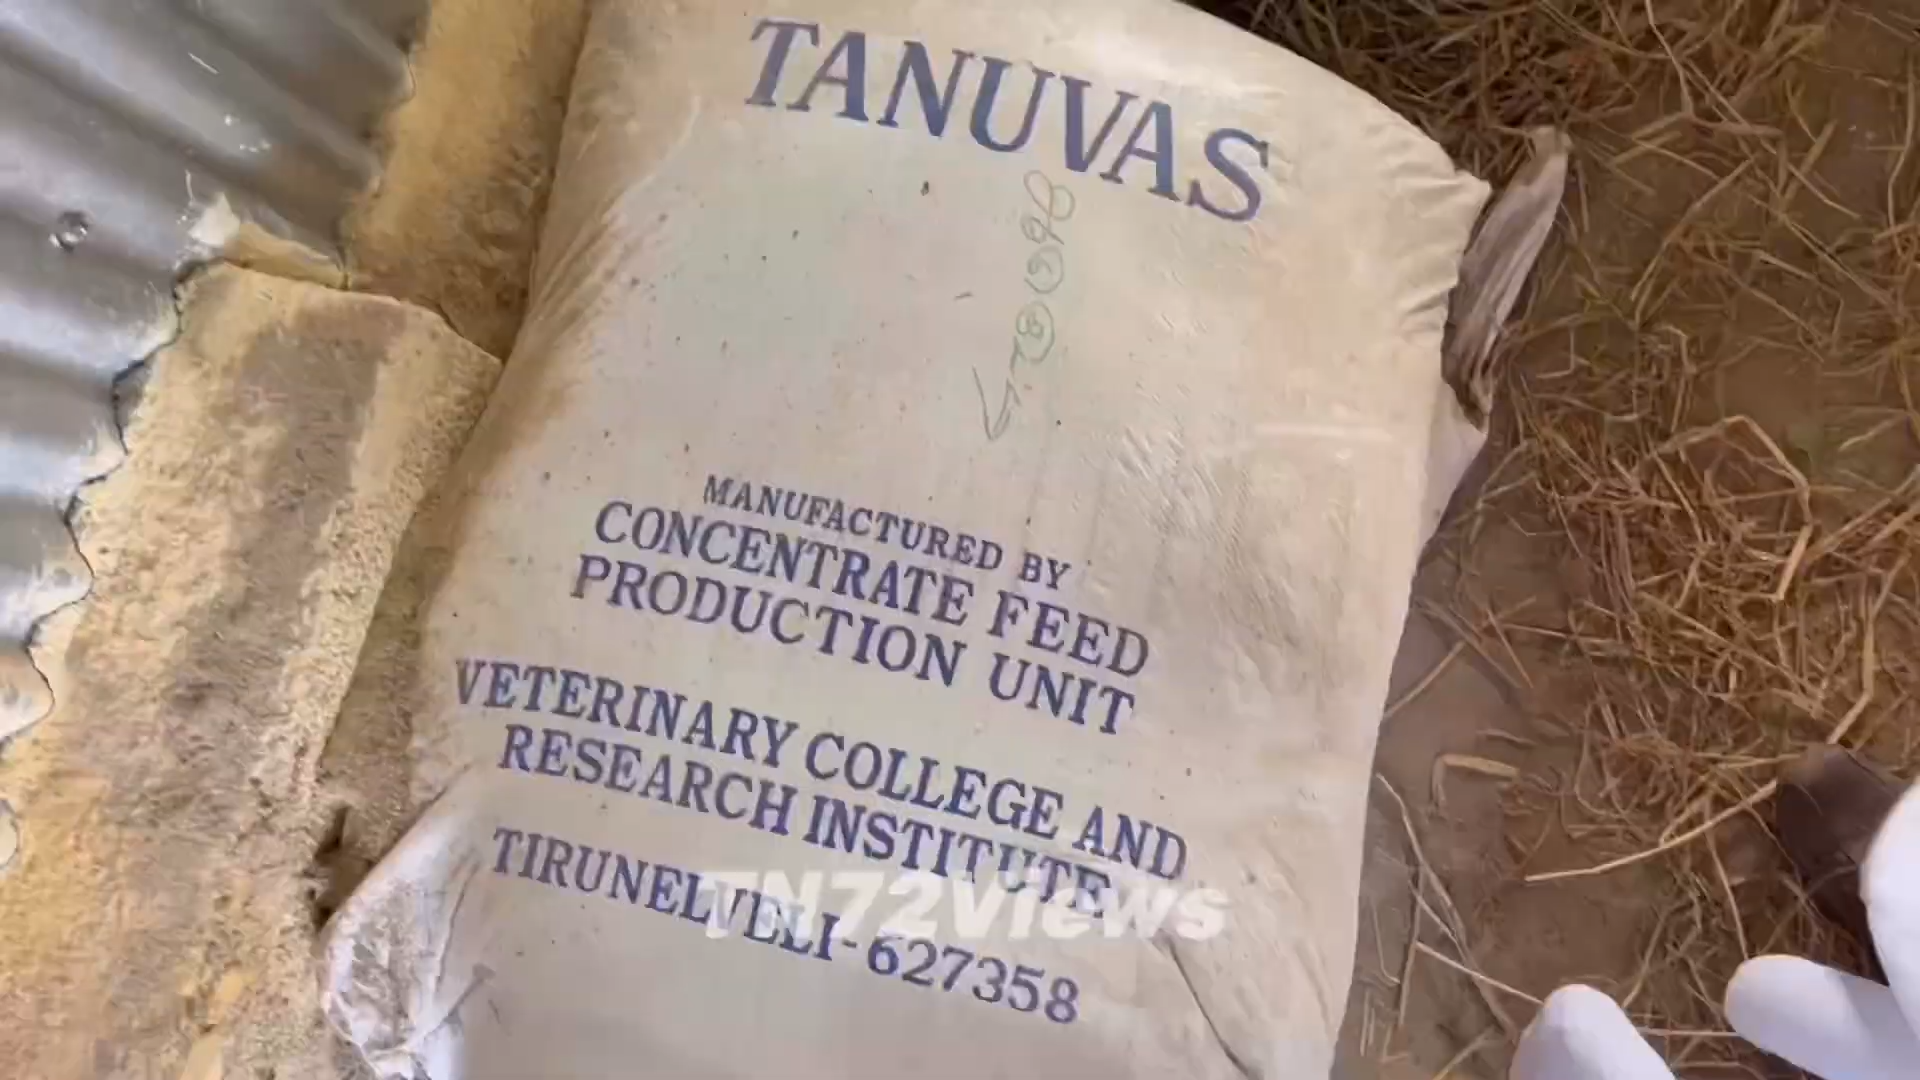 TANUVAS
MANUFACTURED BY
CONCENTRATE FEED
PRODUCTION UNIT
VETERINARY COLLEGE AND
RESEARCH INSTITUTE
TIRUNELVELI-627358
TN72Views